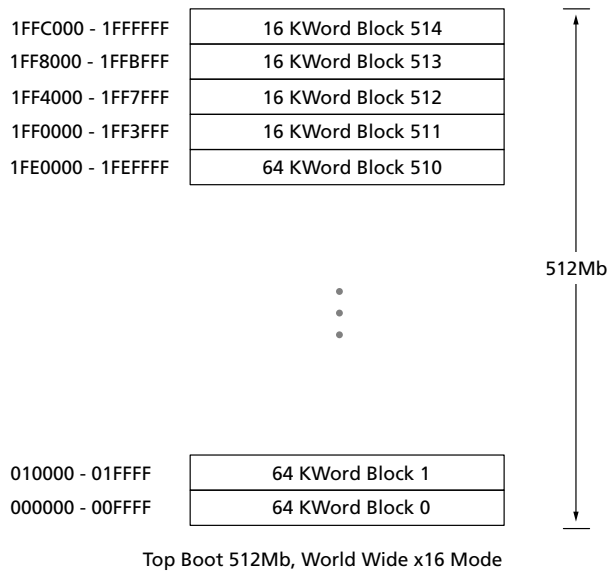 1FFC000 - 1FFFFFF 16 KWord Block 514
1FF8000 - 1FFBFFF 16 KWord Block 513
1FF4000 - 1FF7FFF 16 KWord Block 512
1FF0000 - 1FF3FFF 16 KWord Block 511
1FE0000 - 1FEFFFF 64 KWord Block 510
512Mb
010000 - 01FFFF 64 KWord Block 1
000000 - 00FFFF 64 KWord Block 0
Top Boot 512Mb, World Wide x16 Mode